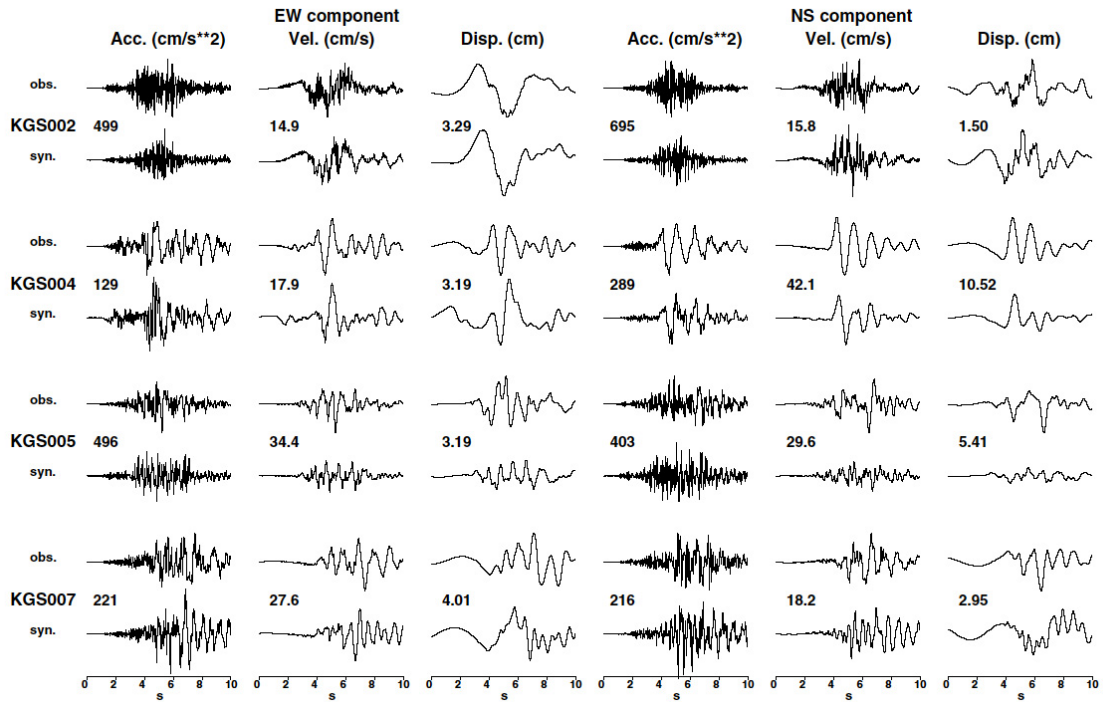 EW component NS component
Acc. (cm/s**2) Vel. (cm/s) Disp. (cm) Acc. (cm/s**2) Vel. (cm/s) Disp. (cm)
obs.
KGS002 499 14.9 3.29 695 15.8 1.50
syn.
obs.
KGS004 129 17.9 3.19 289 42.1 10.52
syn.
obs.
KGS005 496 34.4 3.19 403 29.6 5.41
syn.
obs.
KGS007 221 27.6 4.01 216 18.2 2.95
syn.
0 2 4 6 8 10 0 2 4 6 8 10 0 2 4 6 8 10 0 2 4 6 8 10 0 2 4 6 8 10 0 2 4 6 8 10
s s s s s s